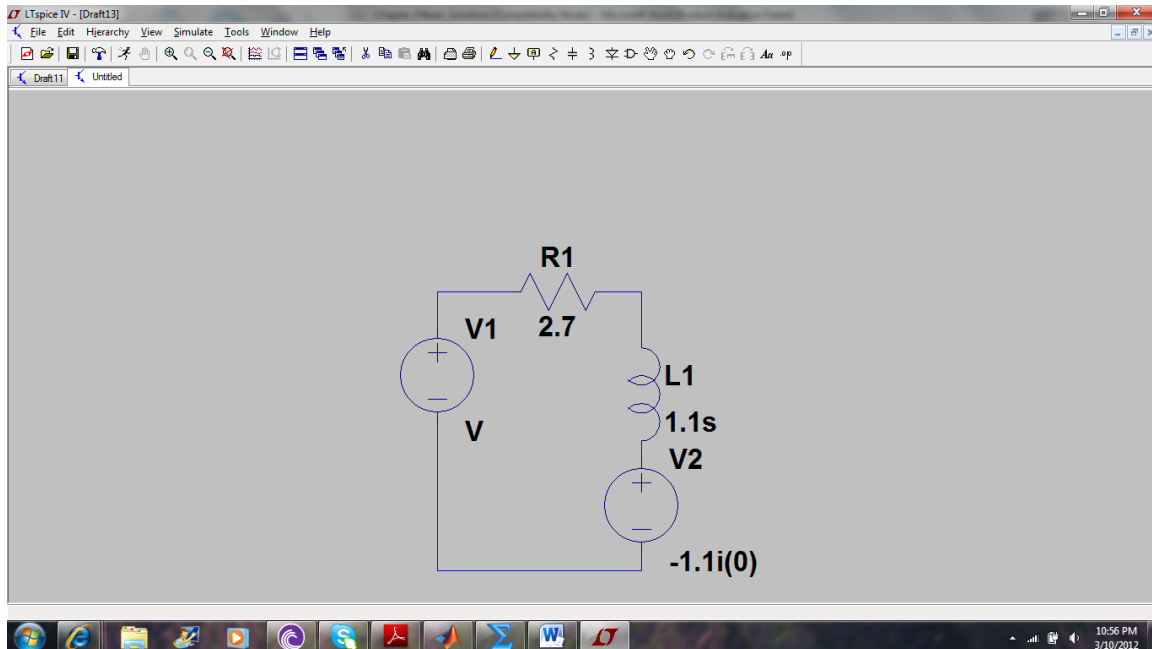 LTspice IV - [Draft13]
File Edit Hierarchy View Simulate Tools Window Help
Draft11 Untitled
R1
2.7
V1
V
L1
1.1s
V2
-1.1i(0)
10:56 PM
3/10/2012